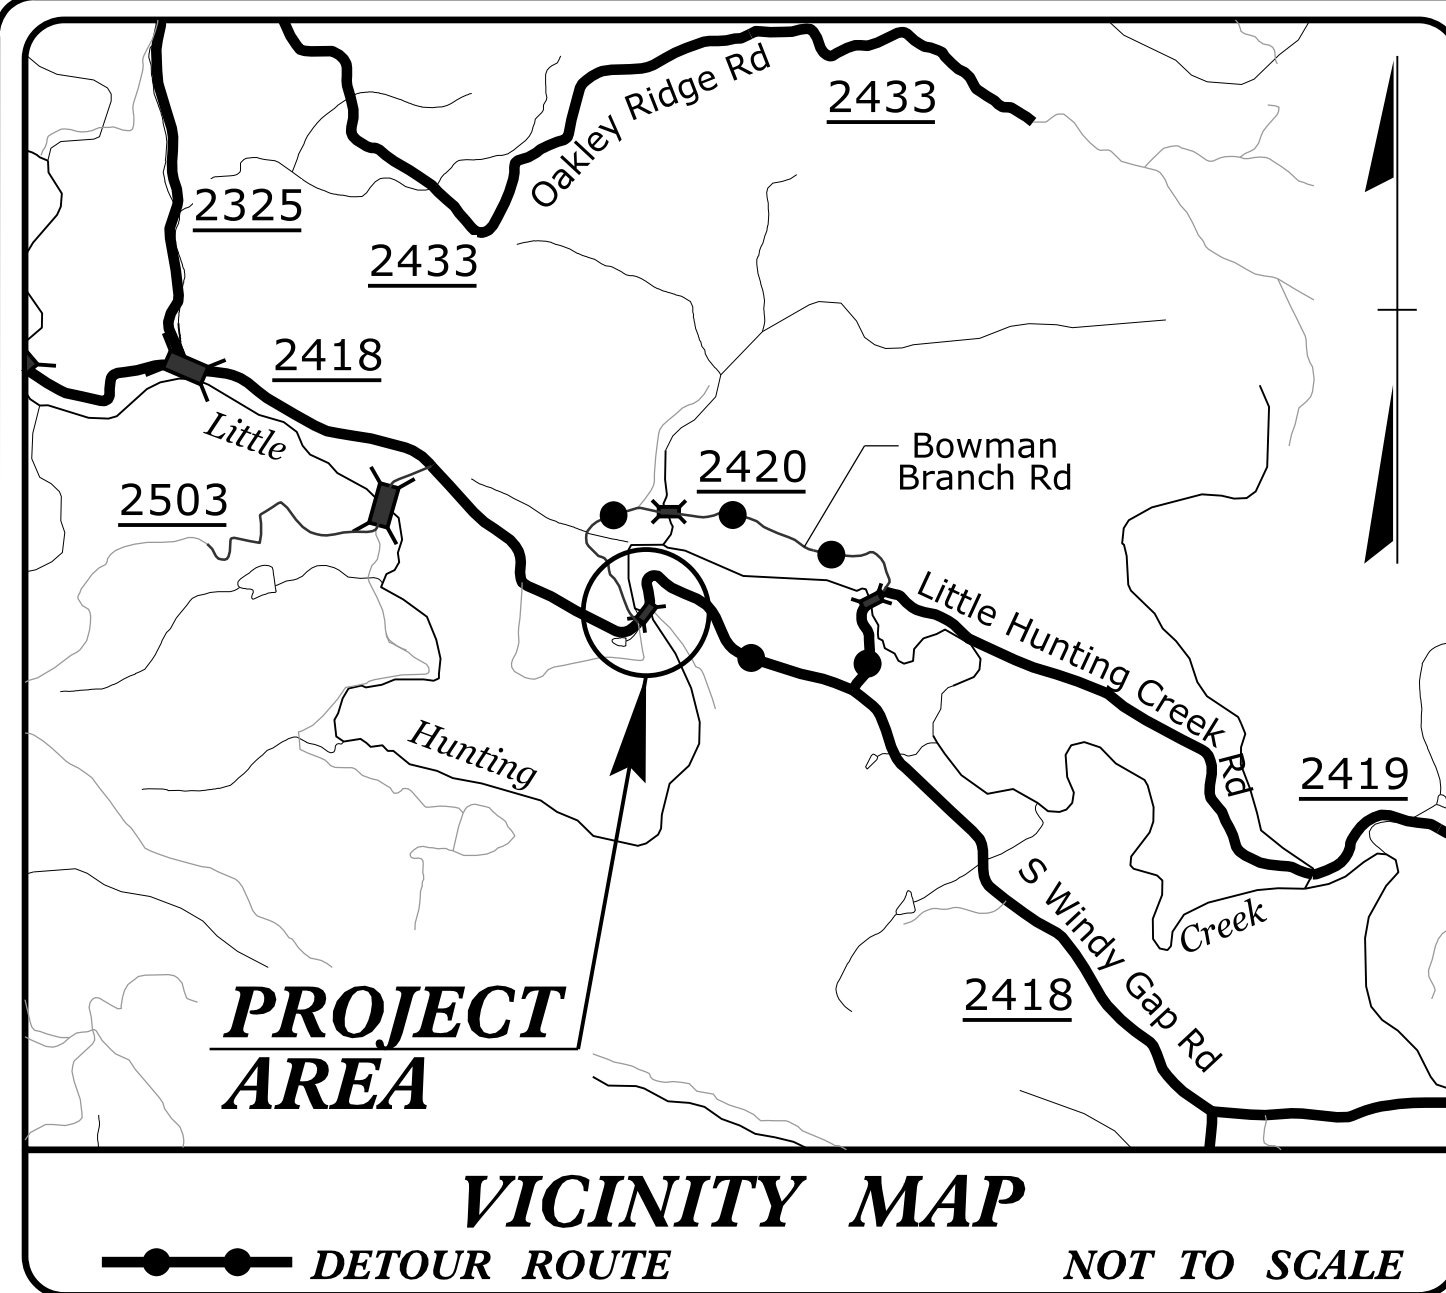 Oakley Ridge Rd
2433
2325
2433
2418
Little
2503
2420
Bowman
Branch Rd
Little Hunting Creek Rd
Hunting
2419
S Windy Gap Rd
Creek
2418
PROJECT
AREA
VICINITY MAP
DETOUR ROUTE
NOT TO SCALE